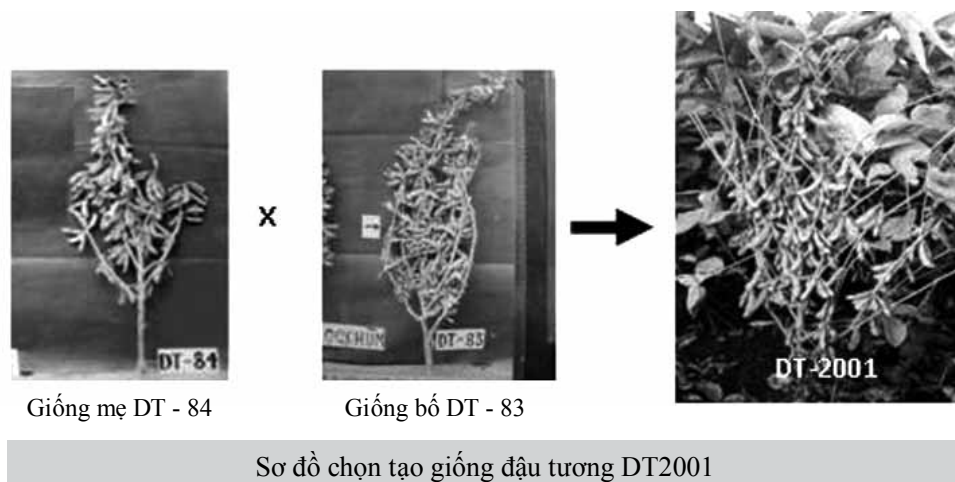 X
DT-84
QQKHUM
DT-83
DT-2001
Giống mẹ DT - 84
Giống bố DT - 83
Sơ đồ chọn tạo giống đậu tương DT2001